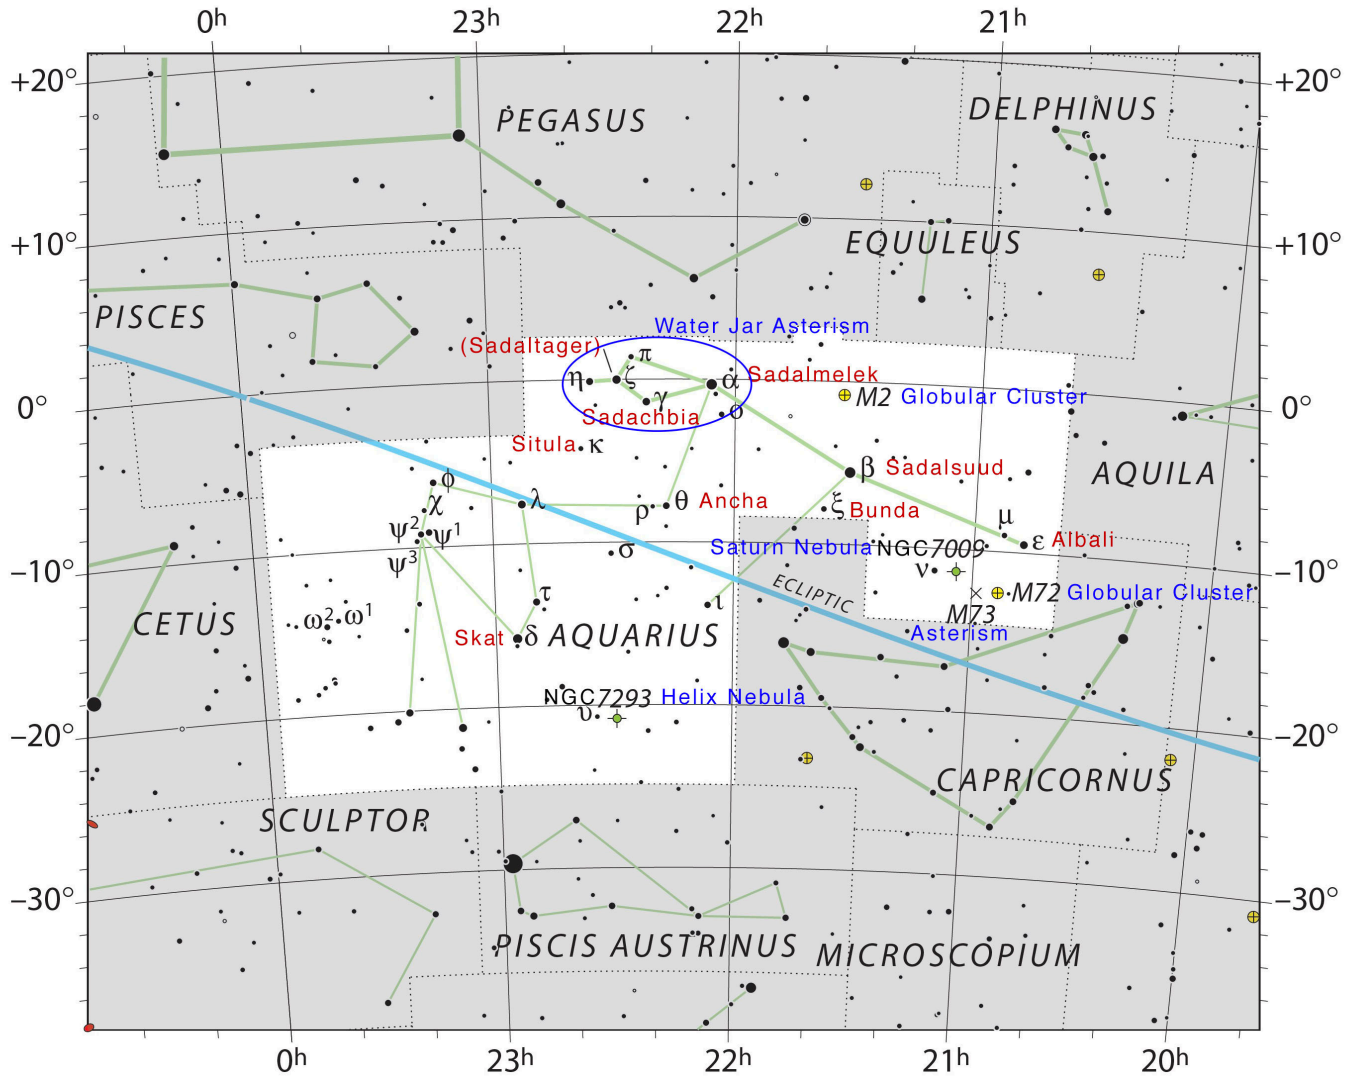 0h 23h 22h 21h
+20° +20°
PEGASUS DELPHINUS
+10° EQUULEUS +10°
PISCES
Water Jar Asterism
(Sadaltager) π
η ζ α Sadalmelek
γ M2 Globular Cluster
0° Sadachbia ο 0°
Situla κ
β Sadalsuud AQUILA
φ
χ λ ρ θ Ancha ξ Bunda μ
ψ² ψ¹ ε Albali
σ Saturn Nebula NGC7009
ψ³ ν
−10° ECLIPTIC −10°
τ ι M72 Globular Cluster
ω² ω¹ M73
CETUS Skat δ AQUARIUS Asterism
NGC7293 Helix Nebula
υ
−20° −20°
CAPRICORNUS
SCULPTOR
−30° −30°
PISCIS AUSTRINUS MICROSCOPIUM
0h 23h 22h 21h 20h